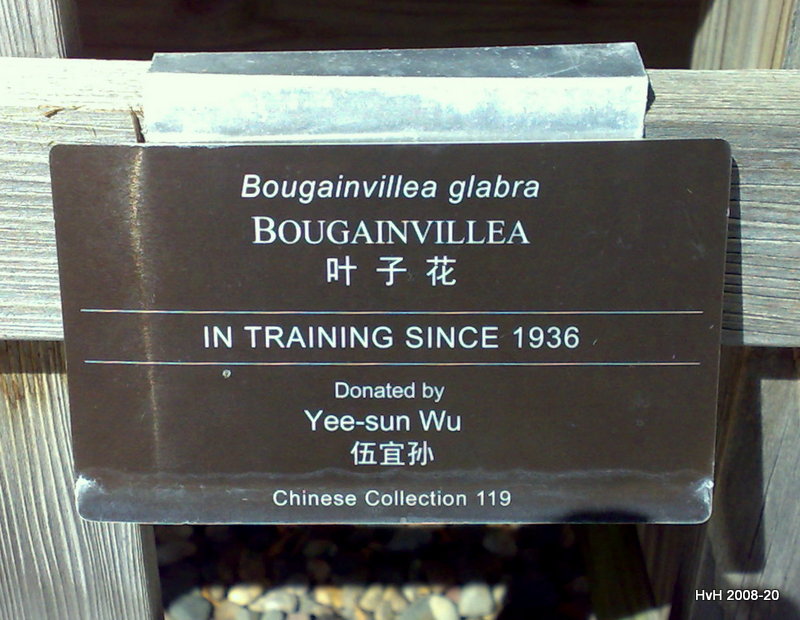 Bougainvillea glabra
BOUGAINVILLEA
叶子花
IN TRAINING SINCE 1936
Donated by
Yee-sun Wu
伍宜孙
Chinese Collection 119
HvH 2008-20